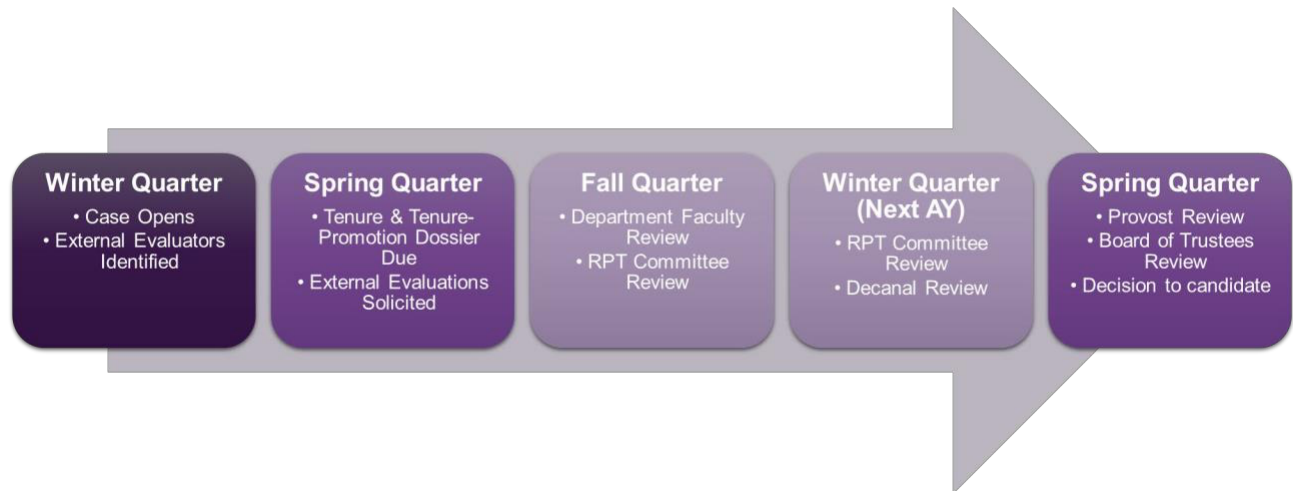 Winter Quarter
• Case Opens
• External Evaluators
Identified
Spring Quarter
• Tenure & Tenure-
Promotion Dossier
Due
• External Evaluations
Solicited
Fall Quarter
• Department Faculty
Review
• RPT Committee
Review
Winter Quarter
(Next AY)
• RPT Committee
Review
• Decanal Review
Spring Quarter
• Provost Review
• Board of Trustees
Review
• Decision to candidate